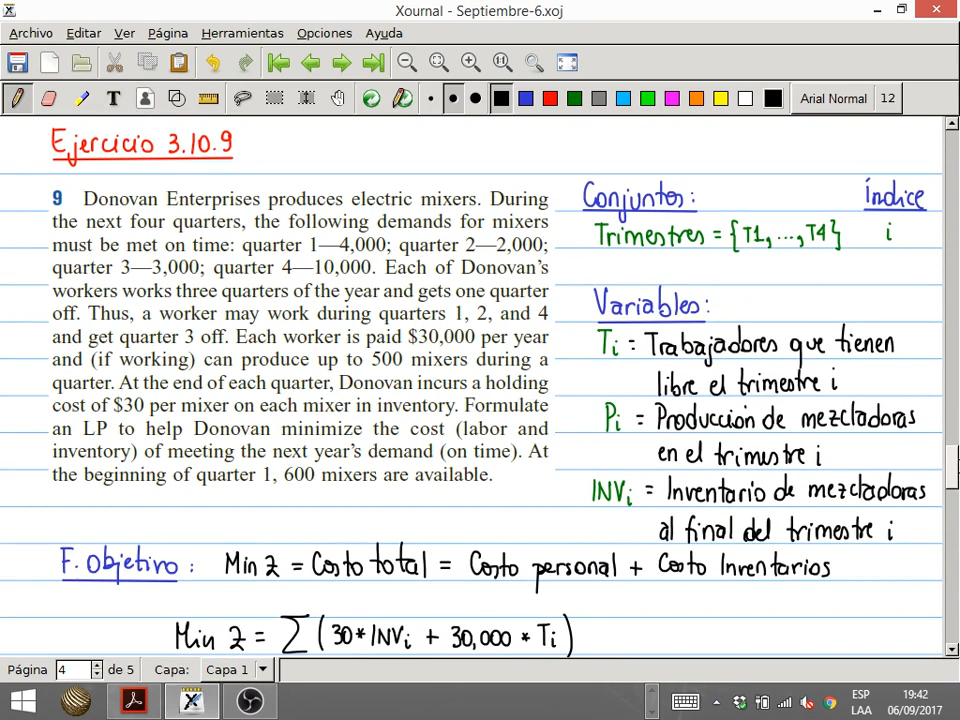 Xournal - Septiembre-6.xoj
Archivo Editar Ver Página Herramientas Opciones Ayuda
Arial Normal 12
Ejercicio 3.10.9
9 Donovan Enterprises produces electric mixers. During
the next four quarters, the following demands for mixers
must be met on time: quarter 1—4,000; quarter 2—2,000;
quarter 3—3,000; quarter 4—10,000. Each of Donovan's
workers works three quarters of the year and gets one quarter
off. Thus, a worker may work during quarters 1, 2, and 4
and get quarter 3 off. Each worker is paid $30,000 per year
and (if working) can produce up to 500 mixers during a
quarter. At the end of each quarter, Donovan incurs a holding
cost of $30 per mixer on each mixer in inventory. Formulate
an LP to help Donovan minimize the cost (labor and
inventory) of meeting the next year's demand (on time). At
the beginning of quarter 1, 600 mixers are available.
Conjuntos: Índice
Trimestres = {T1, ..., T4} i
Variables:
Ti = Trabajadores que tienen
libre el trimestre i
Pi = Producción de mezcladoras
en el trimestre i
INVi = Inventario de mezcladoras
al final del trimestre i
F. Objetivo: Min Z = Costo total = Costo personal + Costo Inventarios
Min Z = ∑ (30*INVi + 30,000 * Ti)
Página 4 de 5 Capa: Capa 1
ESP 19:42
LAA 06/09/2017